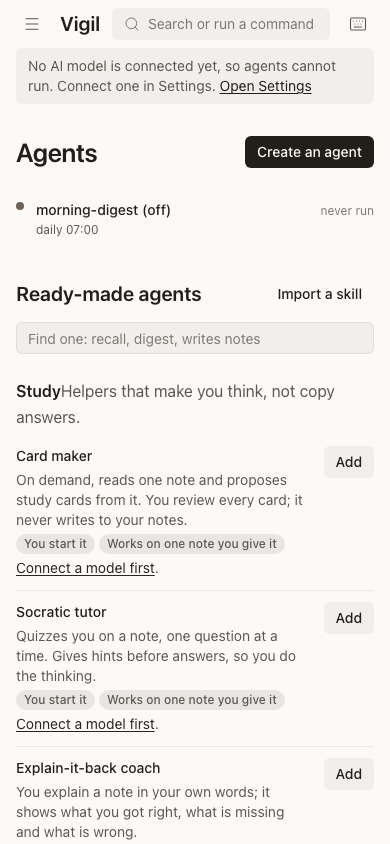 Vigil
Search or run a command
No AI model is connected yet, so agents cannot
run. Connect one in Settings. Open Settings
Agents
Create an agent
morning-digest (off)
never run
daily 07:00
Ready-made agents
Import a skill
Find one: recall, digest, writes notes
StudyHelpers that make you think, not copy
answers.
Card maker
Add
On demand, reads one note and proposes
study cards from it. You review every card; it
never writes to your notes.
You start it
Works on one note you give it
Connect a model first.
Socratic tutor
Add
Quizzes you on a note, one question at a
time. Gives hints before answers, so you do
the thinking.
You start it
Works on one note you give it
Connect a model first.
Explain-it-back coach
Add
You explain a note in your own words; it
shows what you got right, what is missing
and what is wrong.